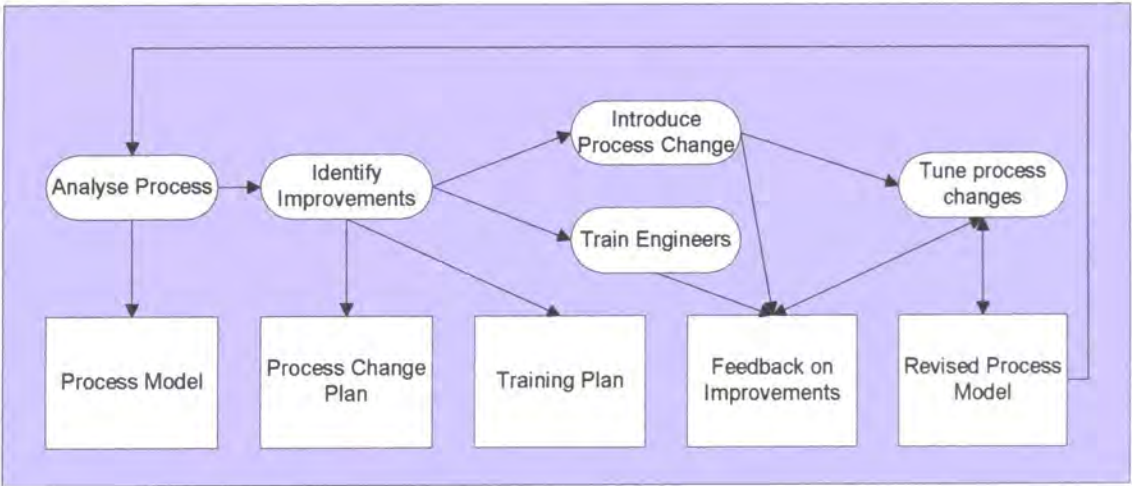 Introduce
Process Change
Analyse Process
Identify
Improvements
Tune process
changes
Train Engineers
Process Model
Process Change
Plan
Training Plan
Feedback on
Improvements
Revised Process
Model